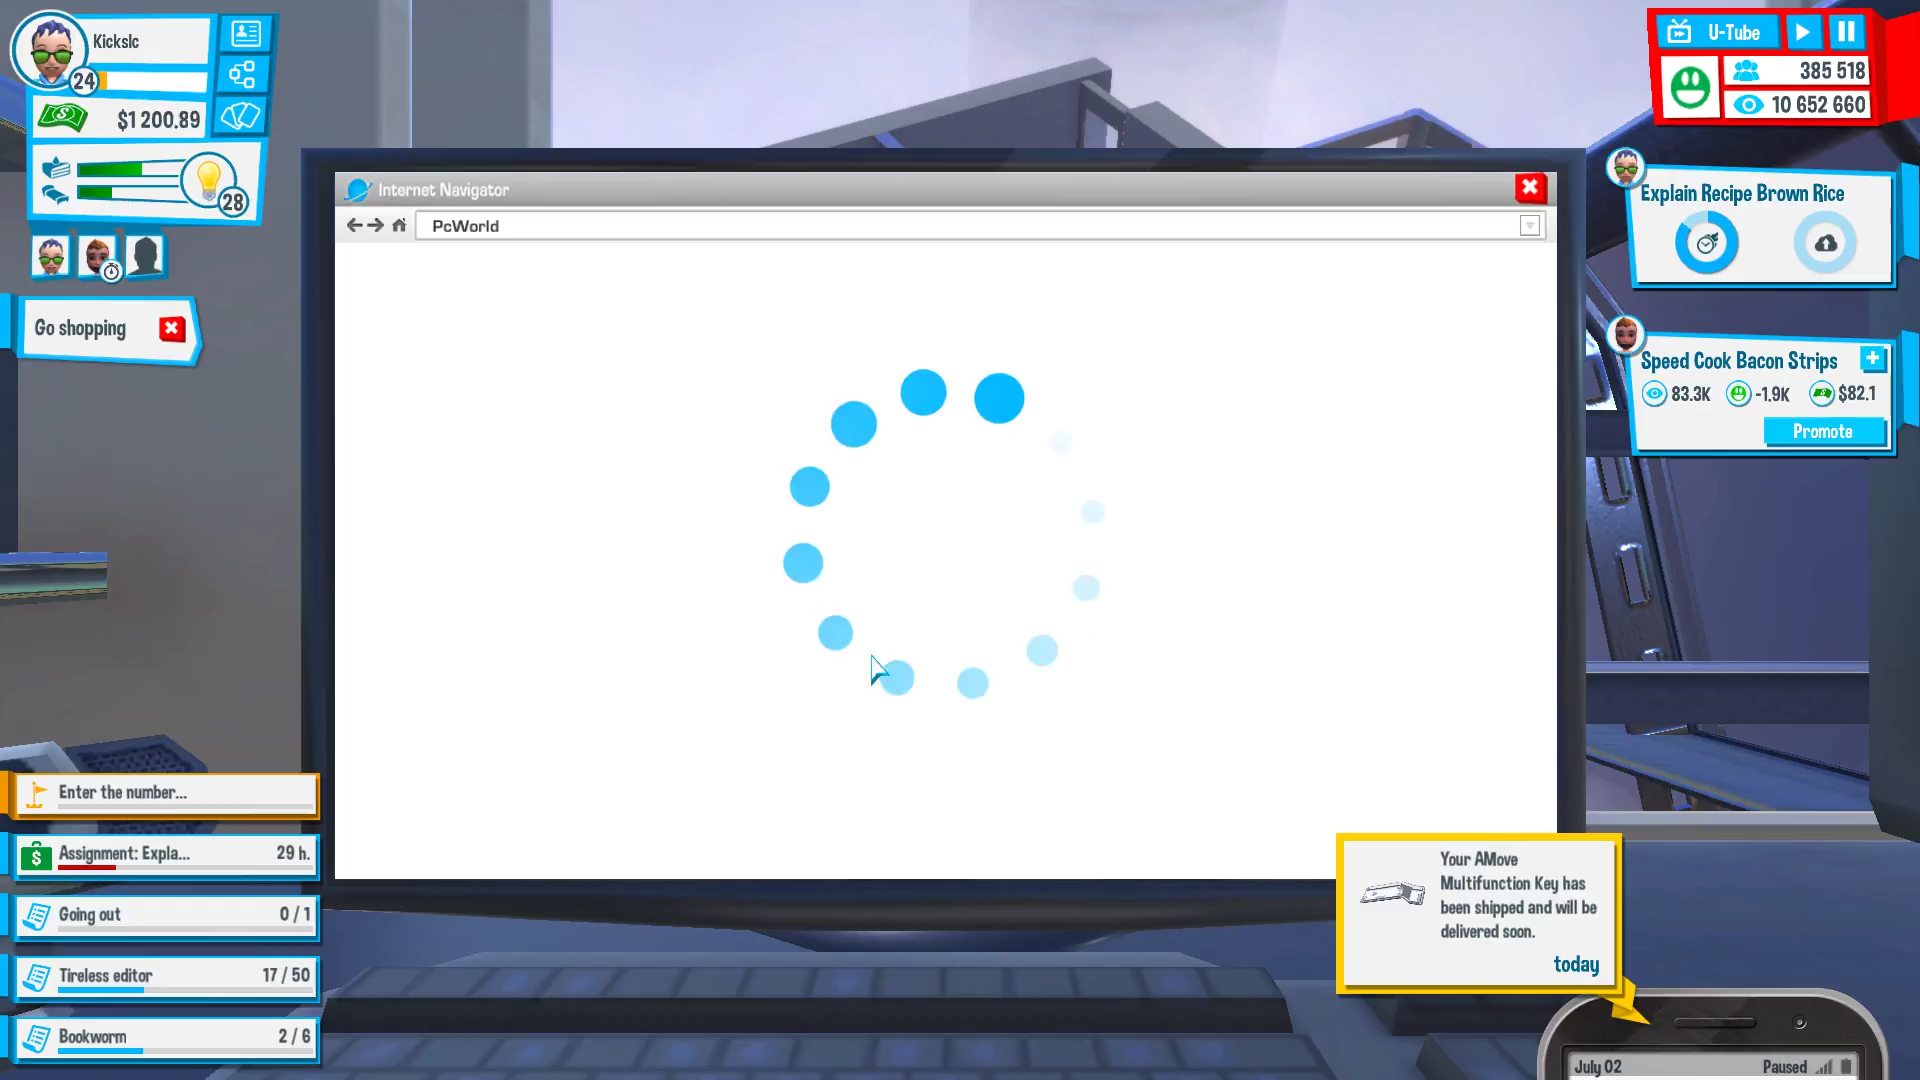 Kickslc
24
$1 200.89
28
Go shopping
Enter the number...
Assignment: Expla...
29 h.
Going out
0 / 1
Tireless editor
17 / 50
Bookworm
2 / 6
Internet Navigator
PcWorld
U-Tube
385 518
10 652 660
Explain Recipe Brown Rice
Speed Cook Bacon Strips
83.3K
-1.9K
$82.1
Promote
Your AMove
Multifunction Key has
been shipped and will be
delivered soon.
today
July 02
Paused